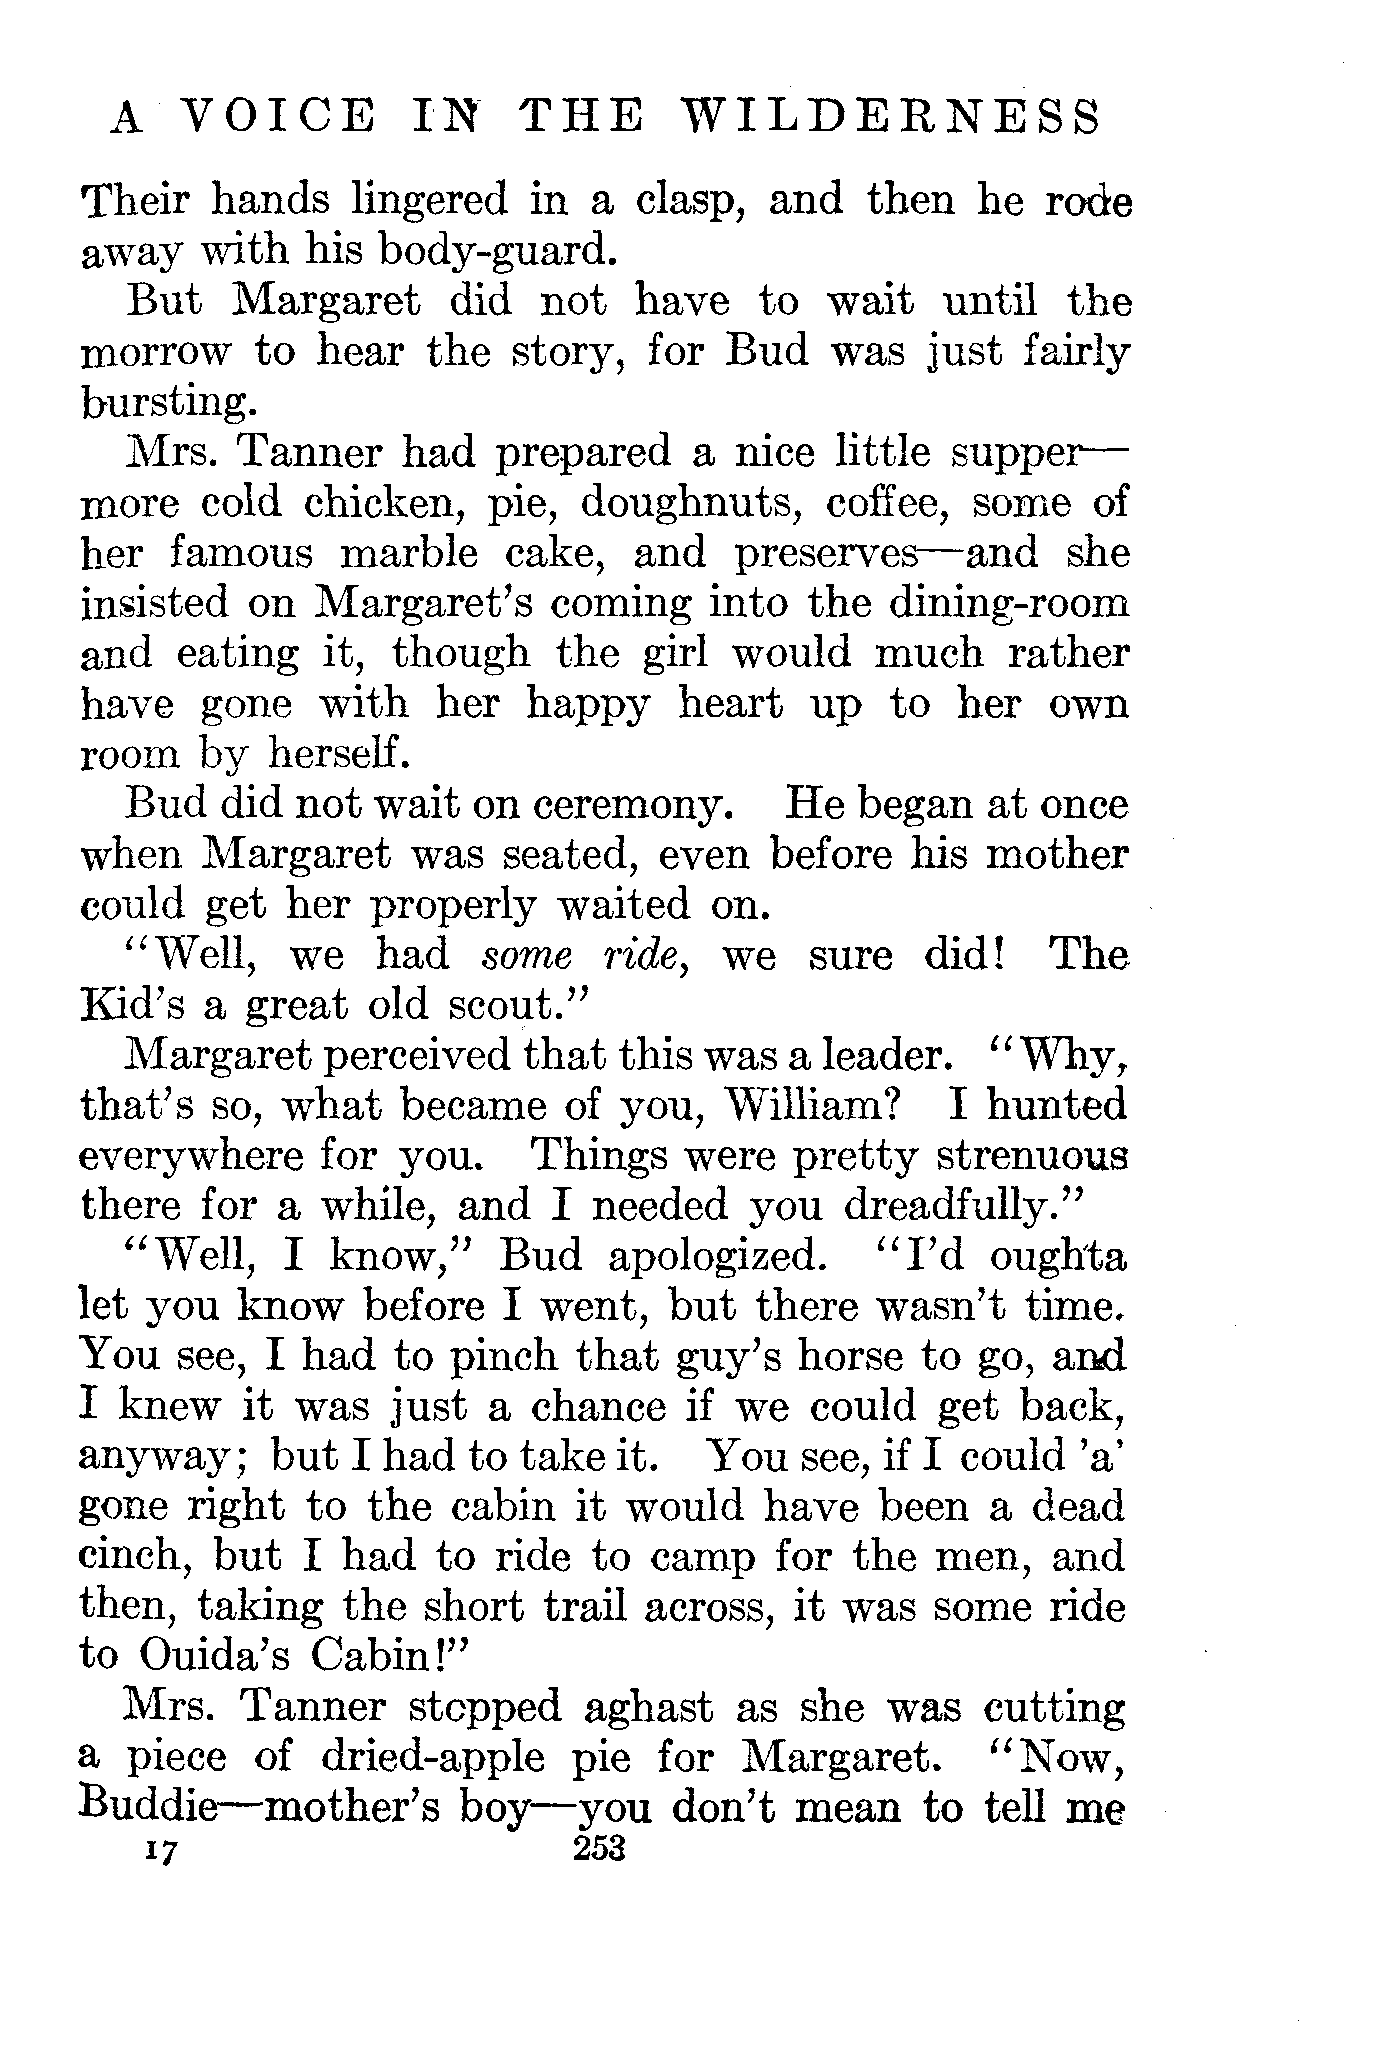 A VOICE IN THE WILDERNESS
Their hands lingered in a clasp, and then he rode
away with his body-guard.
But Margaret did not have to wait until the
morrow to hear the story, for Bud was just fairly
bursting.
Mrs. Tanner had prepared a nice little supper—
more cold chicken, pie, doughnuts, coffee, some of
her famous marble cake, and preserves—and she
insisted on Margaret's coming into the dining-room
and eating it, though the girl would much rather
have gone with her happy heart up to her own
room by herself.
Bud did not wait on ceremony. He began at once
when Margaret was seated, even before his mother
could get her properly waited on.
"Well, we had some ride, we sure did! The
Kid's a great old scout."
Margaret perceived that this was a leader. "Why,
that's so, what became of you, William? I hunted
everywhere for you. Things were pretty strenuous
there for a while, and I needed you dreadfully."
"Well, I know," Bud apologized. "I'd oughta
let you know before I went, but there wasn't time.
You see, I had to pinch that guy's horse to go, and
I knew it was just a chance if we could get back,
anyway; but I had to take it. You see, if I could 'a'
gone right to the cabin it would have been a dead
cinch, but I had to ride to camp for the men, and
then, taking the short trail across, it was some ride
to Ouida's Cabin!"
Mrs. Tanner stopped aghast as she was cutting
a piece of dried-apple pie for Margaret. "Now,
Buddie—mother's boy—you don't mean to tell me
17 253